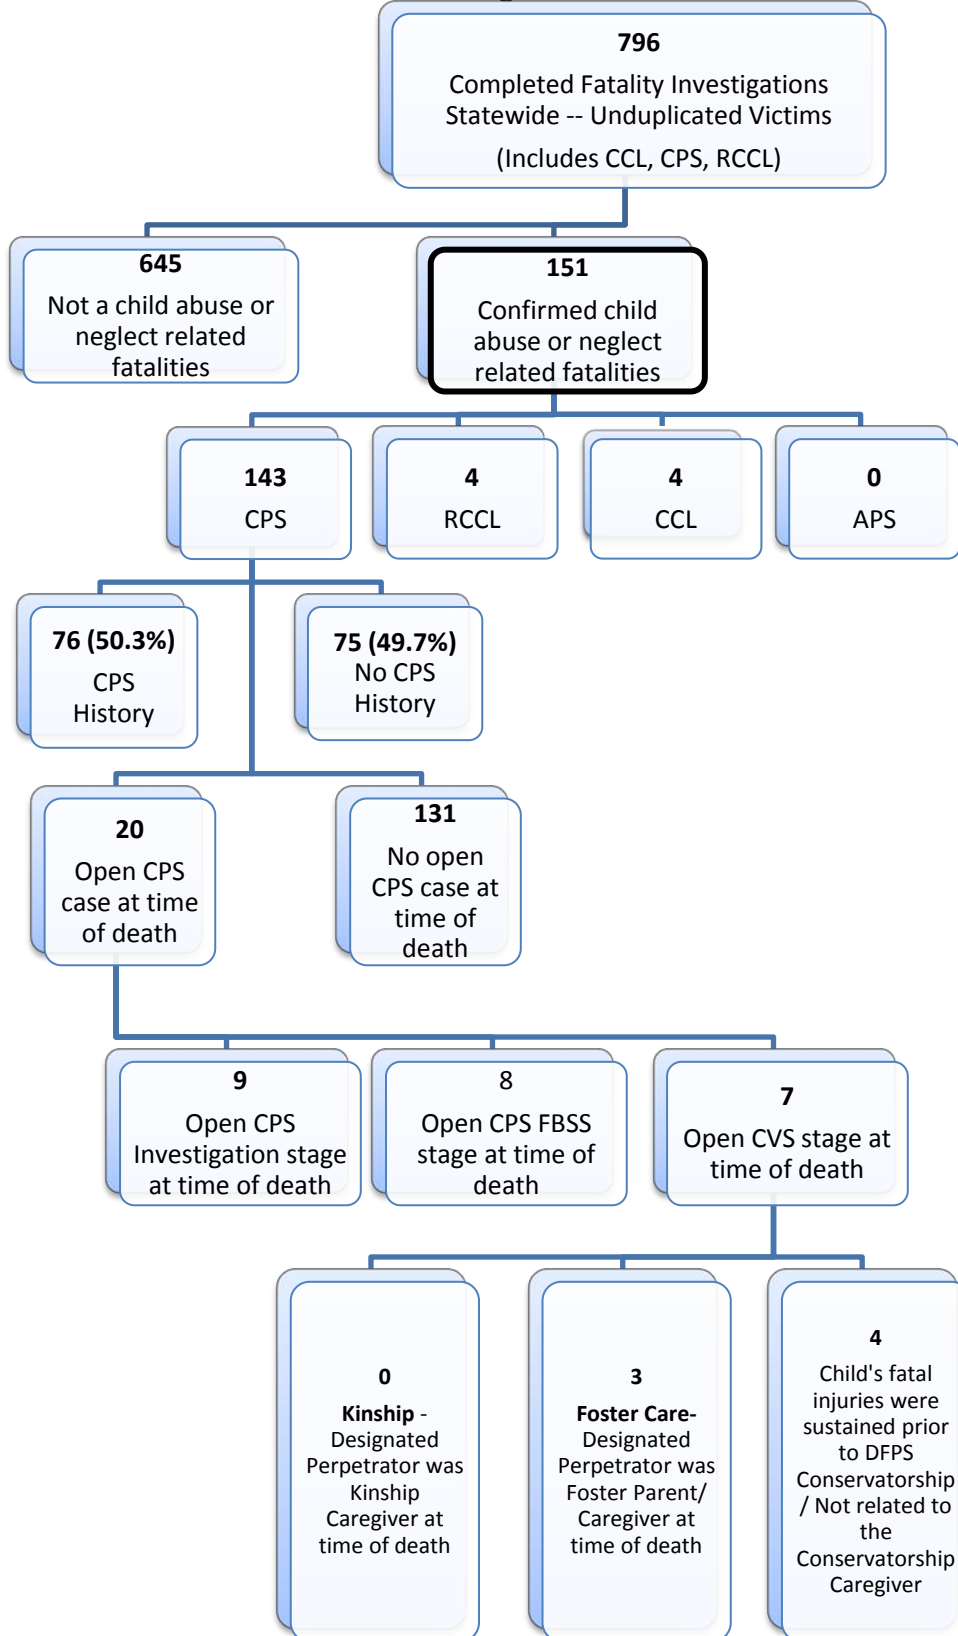 796
Completed Fatality Investigations
Statewide -- Unduplicated Victims
(Includes CCL, CPS, RCCL)
645
Not a child abuse or
neglect related
fatalities
151
Confirmed child
abuse or neglect
related fatalities
143
CPS
4
RCCL
4
CCL
0
APS
76 (50.3%)
CPS
History
75 (49.7%)
No CPS
History
20
Open CPS
case at time
of death
131
No open
CPS case at
time of
death
9
Open CPS
Investigation stage
at time of death
8
Open CPS FBSS
stage at time of
death
7
Open CVS stage at
time of death
0
Kinship -
Designated
Perpetrator was
Kinship
Caregiver at
time of death
3
Foster Care-
Designated
Perpetrator was
Foster Parent/
Caregiver at
time of death
4
Child's fatal
injuries were
sustained prior
to DFPS
Conservatorship
/ Not related to
the
Conservatorship
Caregiver